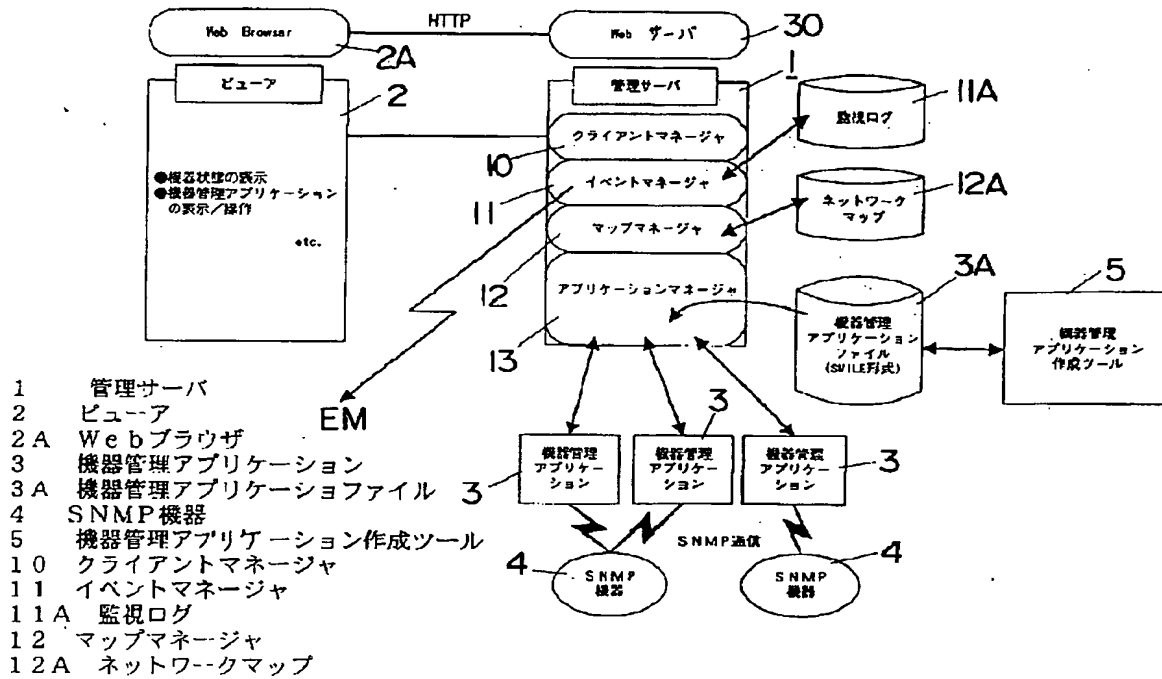 HTTP
Web Browsar
Web サーバ
30
2A
1
ビューア
2
管理サーバ
11A
監視ログ
クライアントマネージャ
10
●機器状態の表示
●機器管理アプリケーション
の表示/操作
etc.
イベントマネージャ
11
12A
ネットワーク
マップ
マップマネージャ
12
アプリケーションマネージャ
13
3A
5
機器管理
アプリケーション
ファイル
(SMILE形式)
機器管理
アプリケーション
作成ツール
EM
3
機器管理
アプリケー
ション
3
機器管理
アプリケー
ション
機器管理
アプリケー
ション
3
SNMP通信
4
SNMP
機器
4
SNMP
機器
1 管理サーバ
2 ビューア
2A Webブラウザ
3 機器管理アプリケーション
3A 機器管理アプリケーショファイル
4 SNMP機器
5 機器管理アプリケーション作成ツール
10 クライアントマネージャ
11 イベントマネージャ
11A 監視ログ
12 マップマネージャ
12A ネットワークマップ